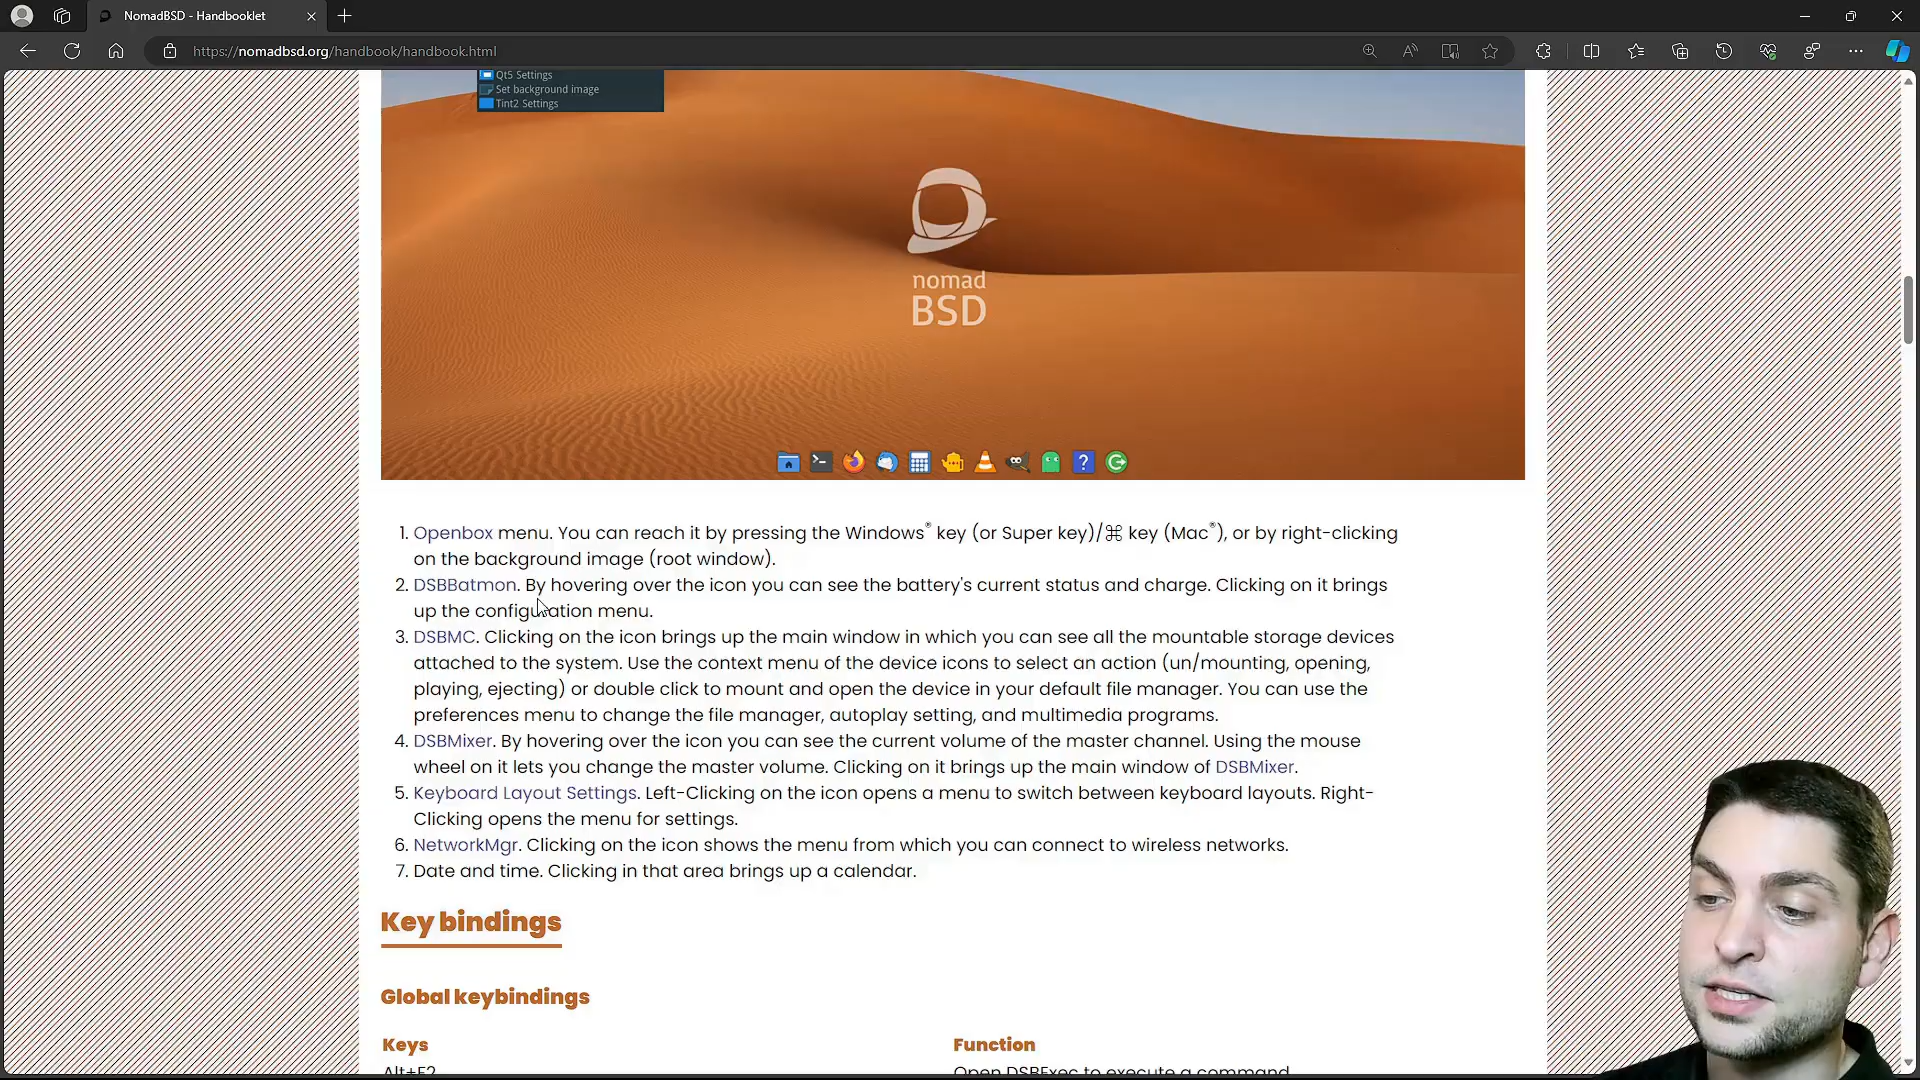 NomadBSD - Handbooklet
https://nomadbsd.org/handbook/handbook.html
Qt5 Settings
Set background image
Tint2 Settings
nomad
BSD
1. Openbox menu. You can reach it by pressing the Windows® key (or Super key)/⌘ key (Mac®), or by right-clicking
on the background image (root window).
2. DSBBatmon. By hovering over the icon you can see the battery's current status and charge. Clicking on it brings
up the configuration menu.
3. DSBMC. Clicking on the icon brings up the main window in which you can see all the mountable storage devices
attached to the system. Use the context menu of the device icons to select an action (un/mounting, opening,
playing, ejecting) or double click to mount and open the device in your default file manager. You can use the
preferences menu to change the file manager, autoplay setting, and multimedia programs.
4. DSBMixer. By hovering over the icon you can see the current volume of the master channel. Using the mouse
wheel on it lets you change the master volume. Clicking on it brings up the main window of DSBMixer.
5. Keyboard Layout Settings. Left-Clicking on the icon opens a menu to switch between keyboard layouts. Right-
Clicking opens the menu for settings.
6. NetworkMgr. Clicking on the icon shows the menu from which you can connect to wireless networks.
7. Date and time. Clicking in that area brings up a calendar.
Key bindings
Global keybindings
Keys Function
Alt+F2 Open DSBExec to execute a command